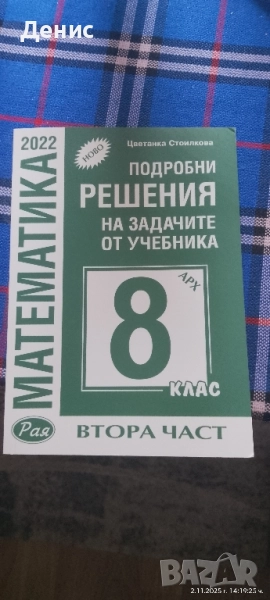 Денис
2022
МАТЕМАТИКА
НОВО
Цветанка Стоилкова
ПОДРОБНИ
РЕШЕНИЯ
НА ЗАДАЧИТЕ
ОТ УЧЕБНИКА
АРХ
8
КЛАС
Рая
ВТОРА ЧАСТ
BAZAR
2.11.2025 г. 14:19:25 ч.